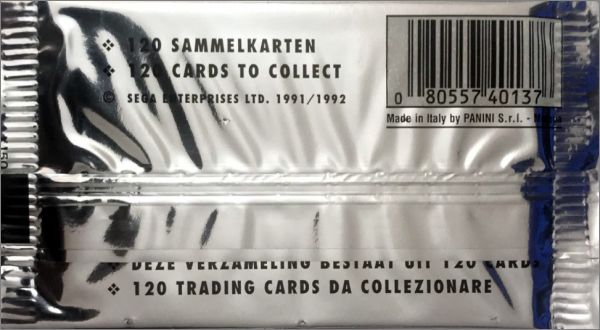 ❖ 120 SAMMELKARTEN
❖ 120 CARDS TO COLLECT
© SEGA ENTERPRISES LTD. 1991/1992
0 80557 40137
Made in Italy by PANINI S.r.l. -
DEZE VERZAMELING BESTAAT UIT 120 CARDS
❖ 120 TRADING CARDS DA COLLEZIONARE